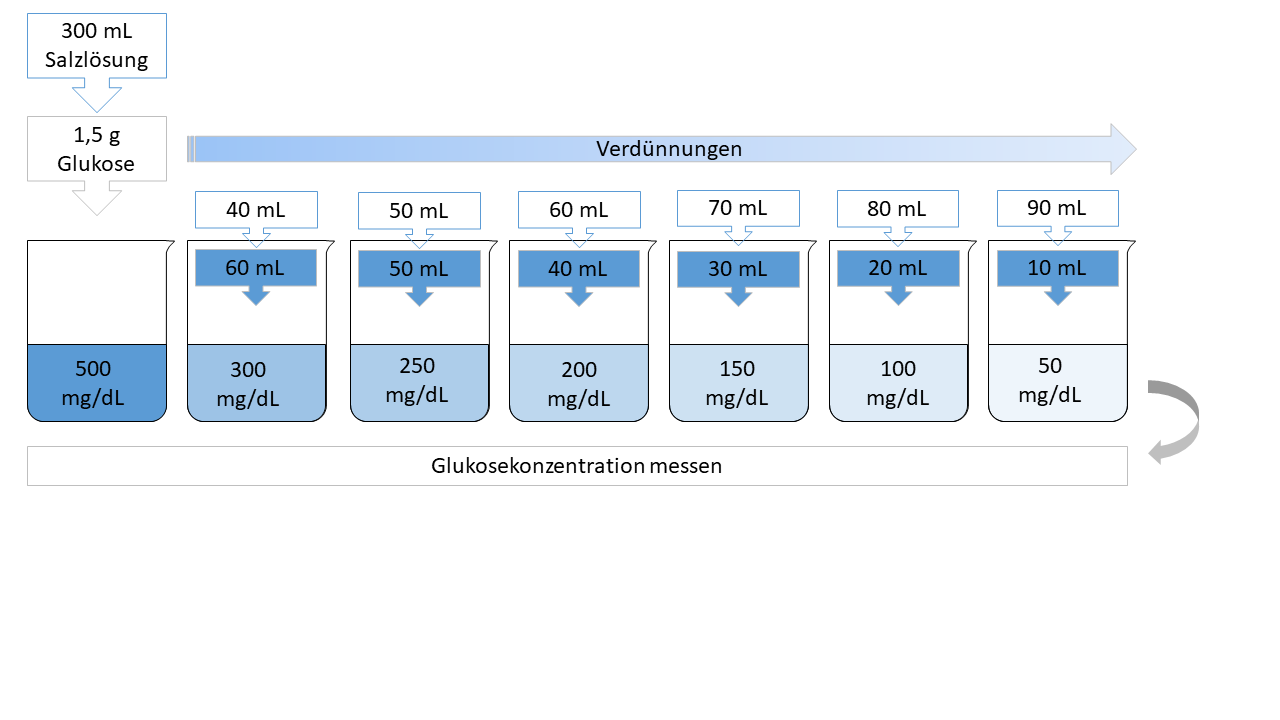 300 mL
Salzlösung
1,5 g
Glukose
Verdünnungen
40 mL
50 mL
60 mL
70 mL
80 mL
90 mL
60 mL
50 mL
40 mL
30 mL
20 mL
10 mL
500
mg/dL
300
mg/dL
250
mg/dL
200
mg/dL
150
mg/dL
100
mg/dL
50
mg/dL
Glukosekonzentration messen